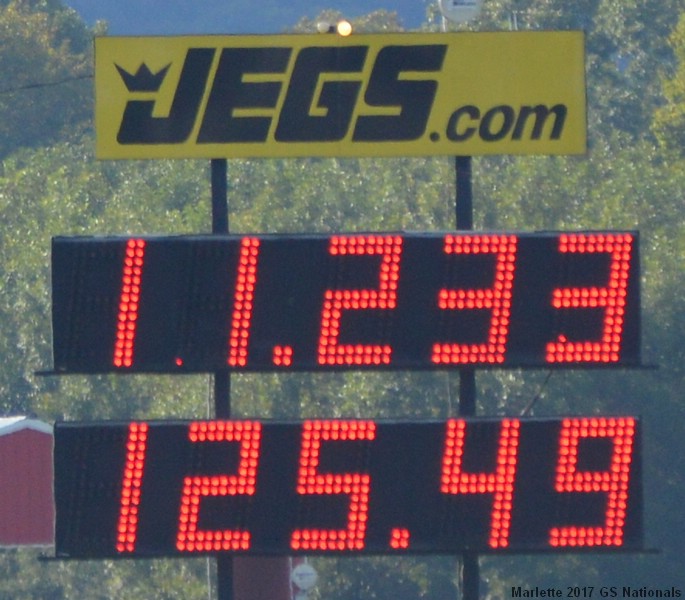 JEGS.com
11.233
125.49
Marlette 2017 GS Nationals